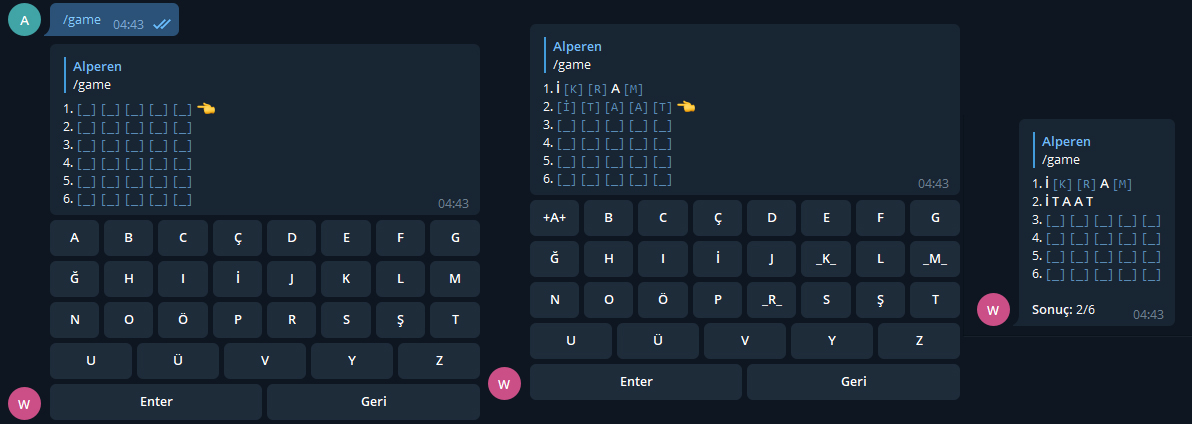 A
/game 04:43
Alperen
/game
1. [_] [_] [_] [_] [_] 👈
2. [_] [_] [_] [_] [_]
3. [_] [_] [_] [_] [_]
4. [_] [_] [_] [_] [_]
5. [_] [_] [_] [_] [_]
6. [_] [_] [_] [_] [_]
04:43
A B C Ç D E F G
Ğ H I İ J K L M
N O Ö P R S Ş T
U Ü V Y Z
Enter Geri
W
Alperen
/game
1. İ [K] [R] A [M]
2. [İ] [T] [A] [A] [T] 👈
3. [_] [_] [_] [_] [_]
4. [_] [_] [_] [_] [_]
5. [_] [_] [_] [_] [_]
6. [_] [_] [_] [_] [_]
04:43
+A+ B C Ç D E F G
Ğ H I İ J _K_ L _M_
N O Ö P _R_ S Ş T
U Ü V Y Z
Enter Geri
W
Alperen
/game
1. İ [K] [R] A [M]
2. İ T A A T
3. [_] [_] [_] [_] [_]
4. [_] [_] [_] [_] [_]
5. [_] [_] [_] [_] [_]
6. [_] [_] [_] [_] [_]
Sonuç: 2/6
04:43
W